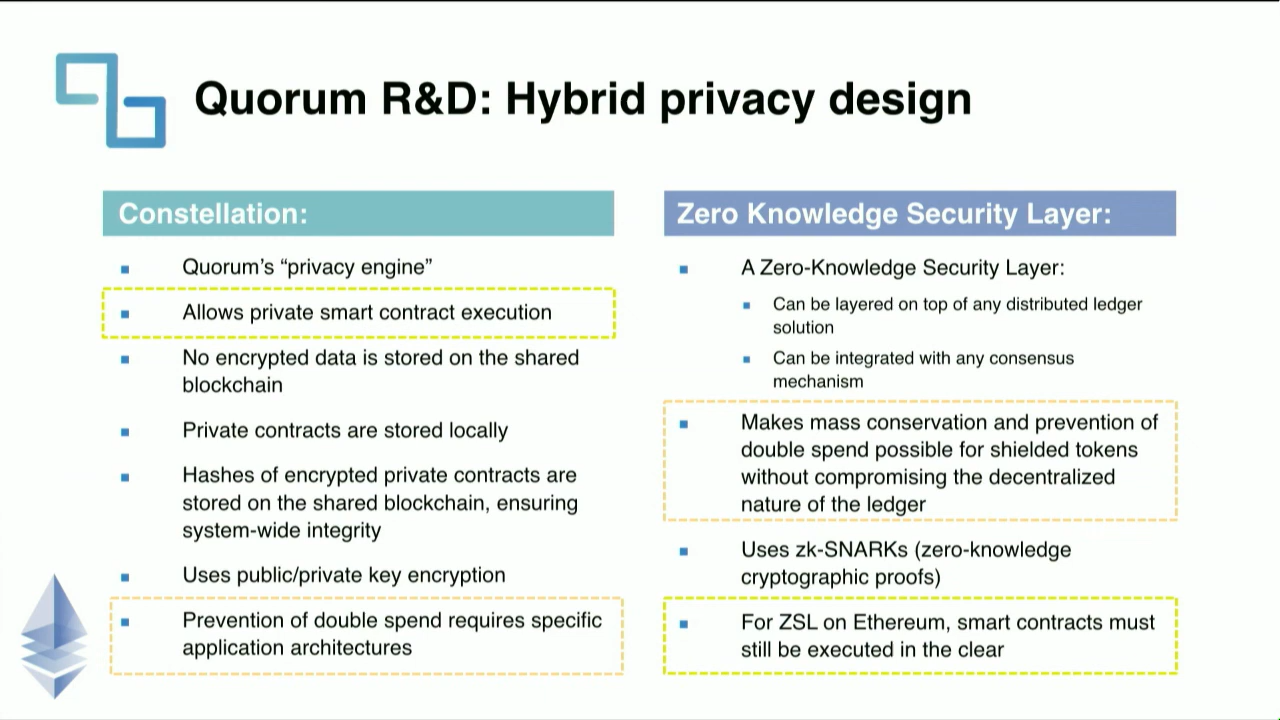 Quorum R&D: Hybrid privacy design
Constellation:
Quorum’s “privacy engine”
Allows private smart contract execution
No encrypted data is stored on the shared
blockchain
Private contracts are stored locally
Hashes of encrypted private contracts are
stored on the shared blockchain, ensuring
system-wide integrity
Uses public/private key encryption
Prevention of double spend requires specific
application architectures
Zero Knowledge Security Layer:
A Zero-Knowledge Security Layer:
Can be layered on top of any distributed ledger
solution
Can be integrated with any consensus
mechanism
Makes mass conservation and prevention of
double spend possible for shielded tokens
without compromising the decentralized
nature of the ledger
Uses zk-SNARKs (zero-knowledge
cryptographic proofs)
For ZSL on Ethereum, smart contracts must
still be executed in the clear